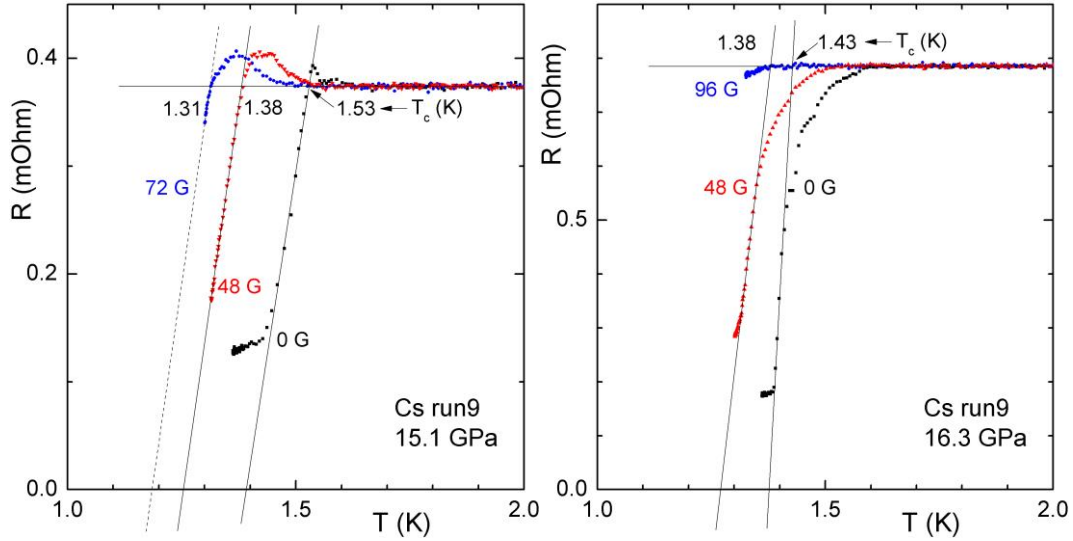 R (mOhm)
0.4
0.2
0.0
1.31
1.38
1.53
T_c (K)
72 G
48 G
0 G
Cs run9
15.1 GPa
1.0
1.5
2.0
T (K)
R (mOhm)
0.5
0.0
1.38
1.43
T_c (K)
96 G
48 G
0 G
Cs run9
16.3 GPa
1.0
1.5
2.0
T (K)